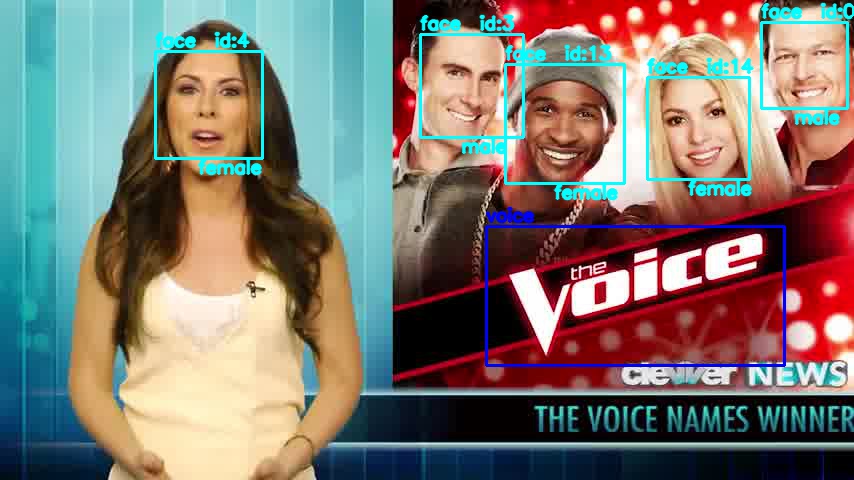 face id:4
female
face id:3
male
face id:13
female
face id:14
female
face id:0
male
voice
the
Voice
clevver NEWS
THE VOICE NAMES WINNER